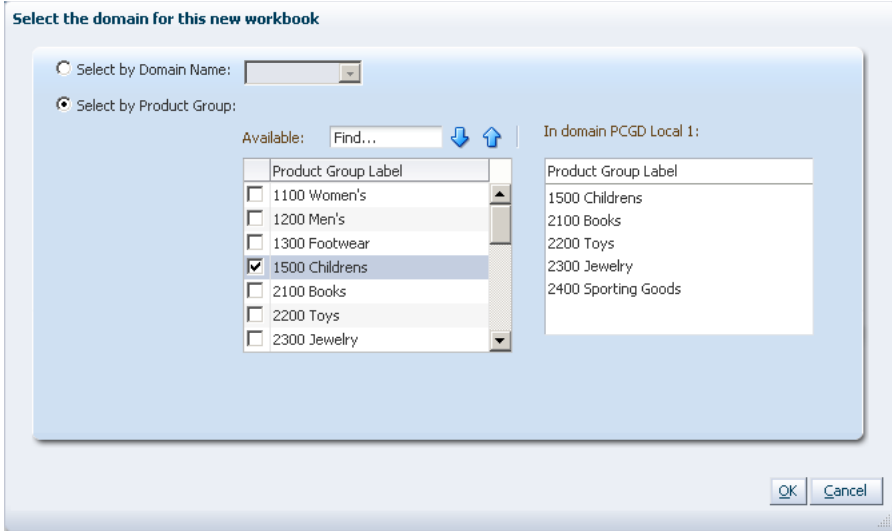 Select the domain for this new workbook
Select by Domain Name:
Select by Product Group:
Available:
Find...
Product Group Label
1100 Women's
1200 Men's
1300 Footwear
1500 Childrens
2100 Books
2200 Toys
2300 Jewelry
In domain PCGD Local 1:
Product Group Label
1500 Childrens
2100 Books
2200 Toys
2300 Jewelry
2400 Sporting Goods
OK
Cancel